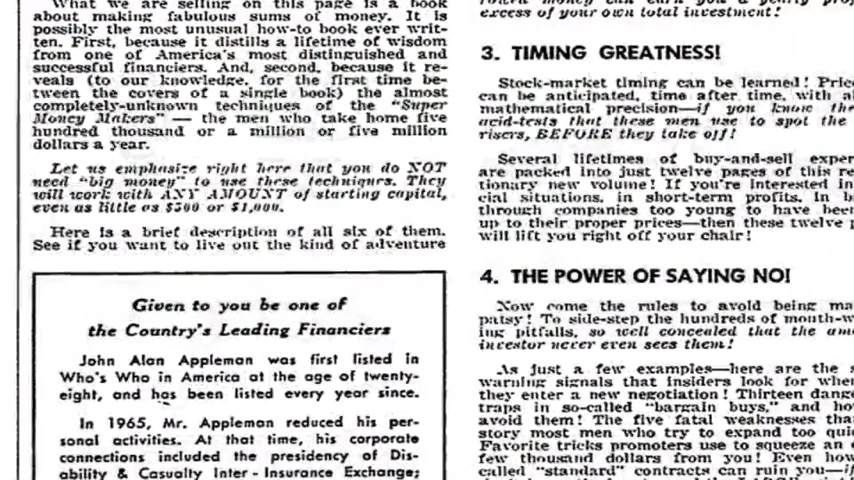 What we are selling on this page is a book
about making fabulous sums of money. It is
possibly the most unusual how-to book ever writ-
ten. First, because it distills a lifetime of wisdom
from one of America's most distinguished and
successful financiers. And, second, because it re-
veals (to our knowledge, for the first time be-
tween the covers of a single book) the almost
completely-unknown techniques of the "Super
Money Makers" — the men who take home five
hundred thousand or a million or five million
dollars a year.
Let us emphasize right here that you do NOT
need "big money" to use these techniques. They
will work with ANY AMOUNT of starting capital,
even as little as $500 or $1,000.
Here is a brief description of all six of them.
See if you want to live out the kind of adventure
Given to you be one of
the Country's Leading Financiers
John Alan Appleman was first listed in
Who's Who in America at the age of twenty-
eight, and has been listed every year since.
In 1965, Mr. Appleman reduced his per-
sonal activities. At that time, his corporate
connections included the presidency of Dis-
ability & Casualty Inter-Insurance Exchange;
excess of your own total investment!
3. TIMING GREATNESS!
Stock-market timing can be learned! Pric
can be anticipated, time after time, with al
mathematical precision—if you know the
acid-tests that these men use to spot the
risers, BEFORE they take off!
Several lifetimes of buy-and-sell exper
are packed into just twelve pages of this re
tionary new volume! If you're interested in
cial situations, in short-term profits, in b
through companies too young to have been
up to their proper prices—then these twelve p
will lift you right off your chair!
4. THE POWER OF SAYING NO!
Now come the rules to avoid being ma
patsy! To side-step the hundreds of mouth-w
ing pitfalls, so well concealed that the am
investor never even sees them!
As just a few examples—here are the s
warning signals that insiders look for when
they enter a new negotiation! Thirteen dange
traps in so-called "bargain buys," and how
avoid them! The five fatal weaknesses that
story most men who try to expand too quic
Favorite tricks promoters use to squeeze an e
few thousand dollars from you! Even how
called "standard" contracts can ruin you—if